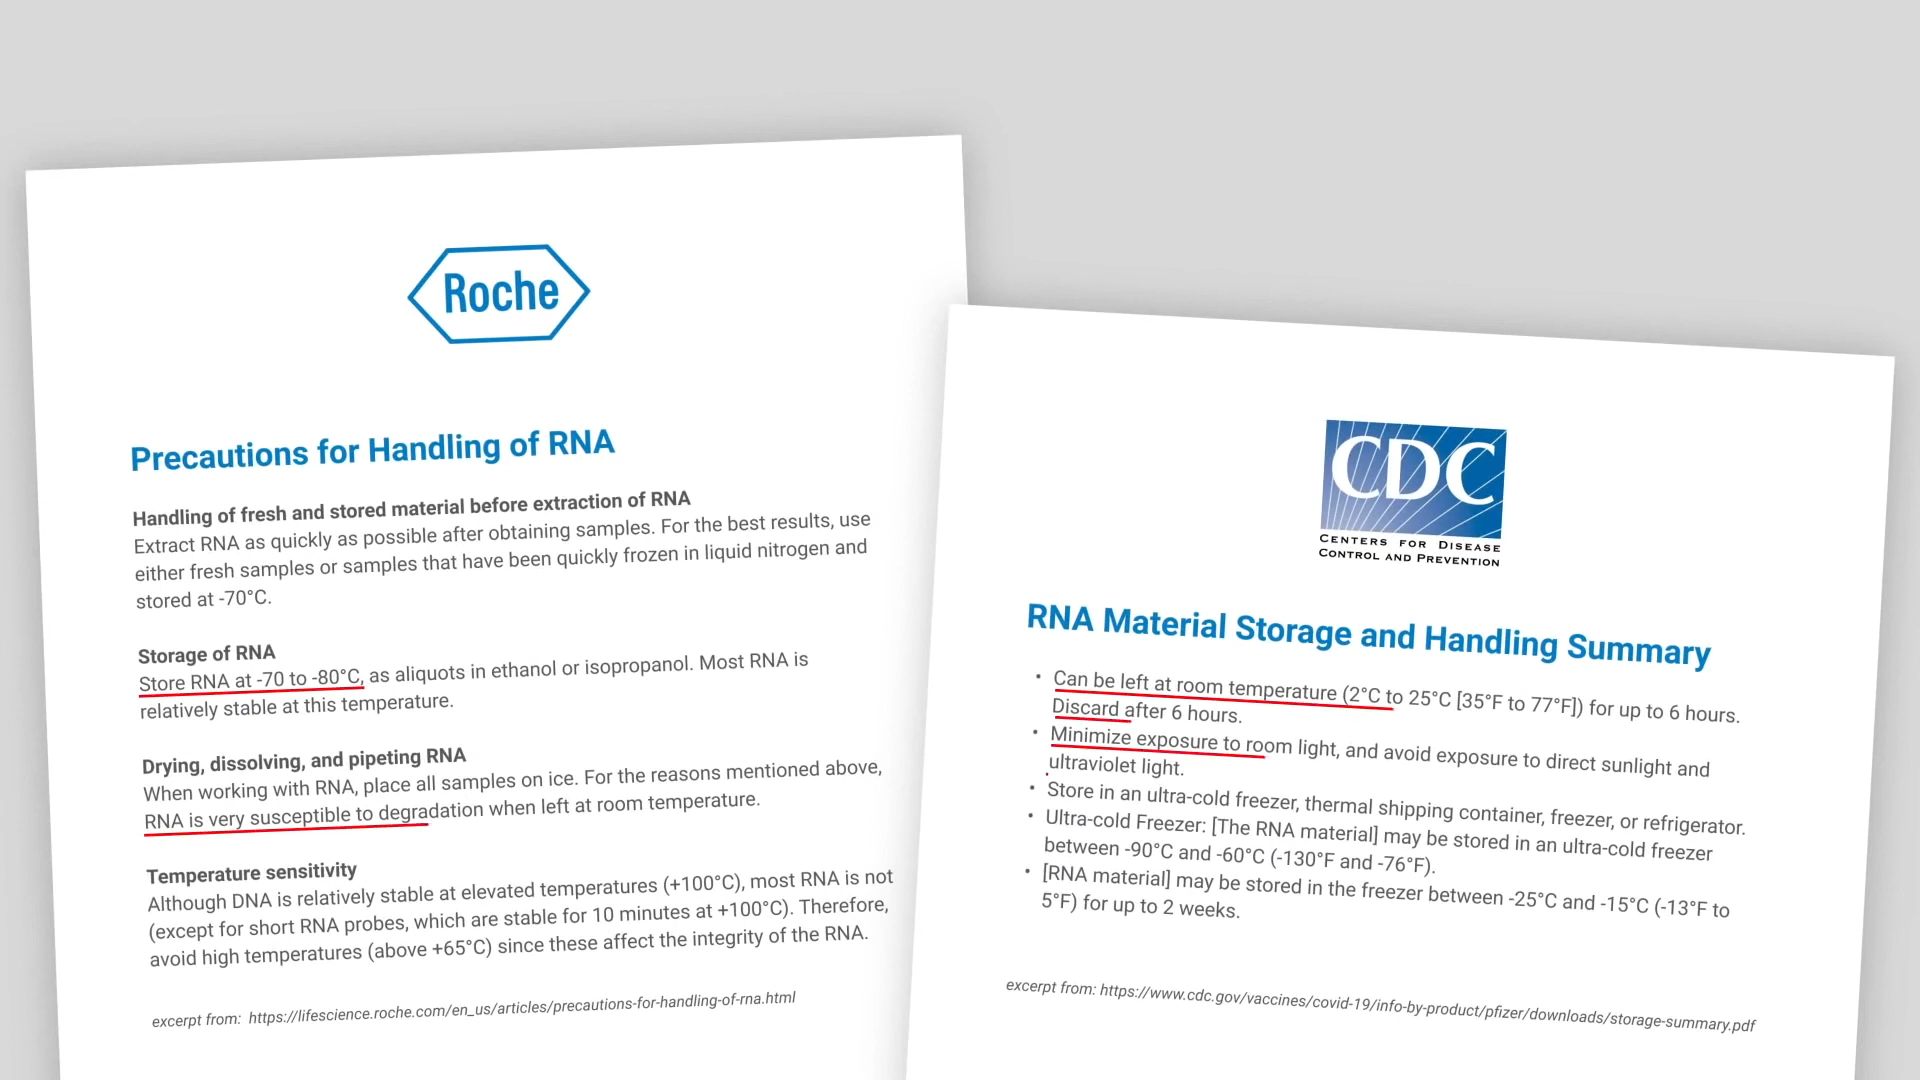 Roche
Precautions for Handling of RNA
Handling of fresh and stored material before extraction of RNA
Extract RNA as quickly as possible after obtaining samples. For the best results, use
either fresh samples or samples that have been quickly frozen in liquid nitrogen and
stored at -70°C.
Storage of RNA
Store RNA at -70 to -80°C, as aliquots in ethanol or isopropanol. Most RNA is
relatively stable at this temperature.
Drying, dissolving, and pipeting RNA
When working with RNA, place all samples on ice. For the reasons mentioned above,
RNA is very susceptible to degradation when left at room temperature.
Temperature sensitivity
Although DNA is relatively stable at elevated temperatures (+100°C), most RNA is not
(except for short RNA probes, which are stable for 10 minutes at +100°C). Therefore,
avoid high temperatures (above +65°C) since these affect the integrity of the RNA.
excerpt from: https://lifescience.roche.com/en_us/articles/precautions-for-handling-of-rna.html
CDC
CENTERS FOR DISEASE
CONTROL AND PREVENTION
RNA Material Storage and Handling Summary
• Can be left at room temperature (2°C to 25°C [35°F to 77°F]) for up to 6 hours.
Discard after 6 hours.
• Minimize exposure to room light, and avoid exposure to direct sunlight and
ultraviolet light.
• Store in an ultra-cold freezer, thermal shipping container, freezer, or refrigerator.
• Ultra-cold Freezer: [The RNA material] may be stored in an ultra-cold freezer
between -90°C and -60°C (-130°F and -76°F).
• [RNA material] may be stored in the freezer between -25°C and -15°C (-13°F to
5°F) for up to 2 weeks.
excerpt from: https://www.cdc.gov/vaccines/covid-19/info-by-product/pfizer/downloads/storage-summary.pdf